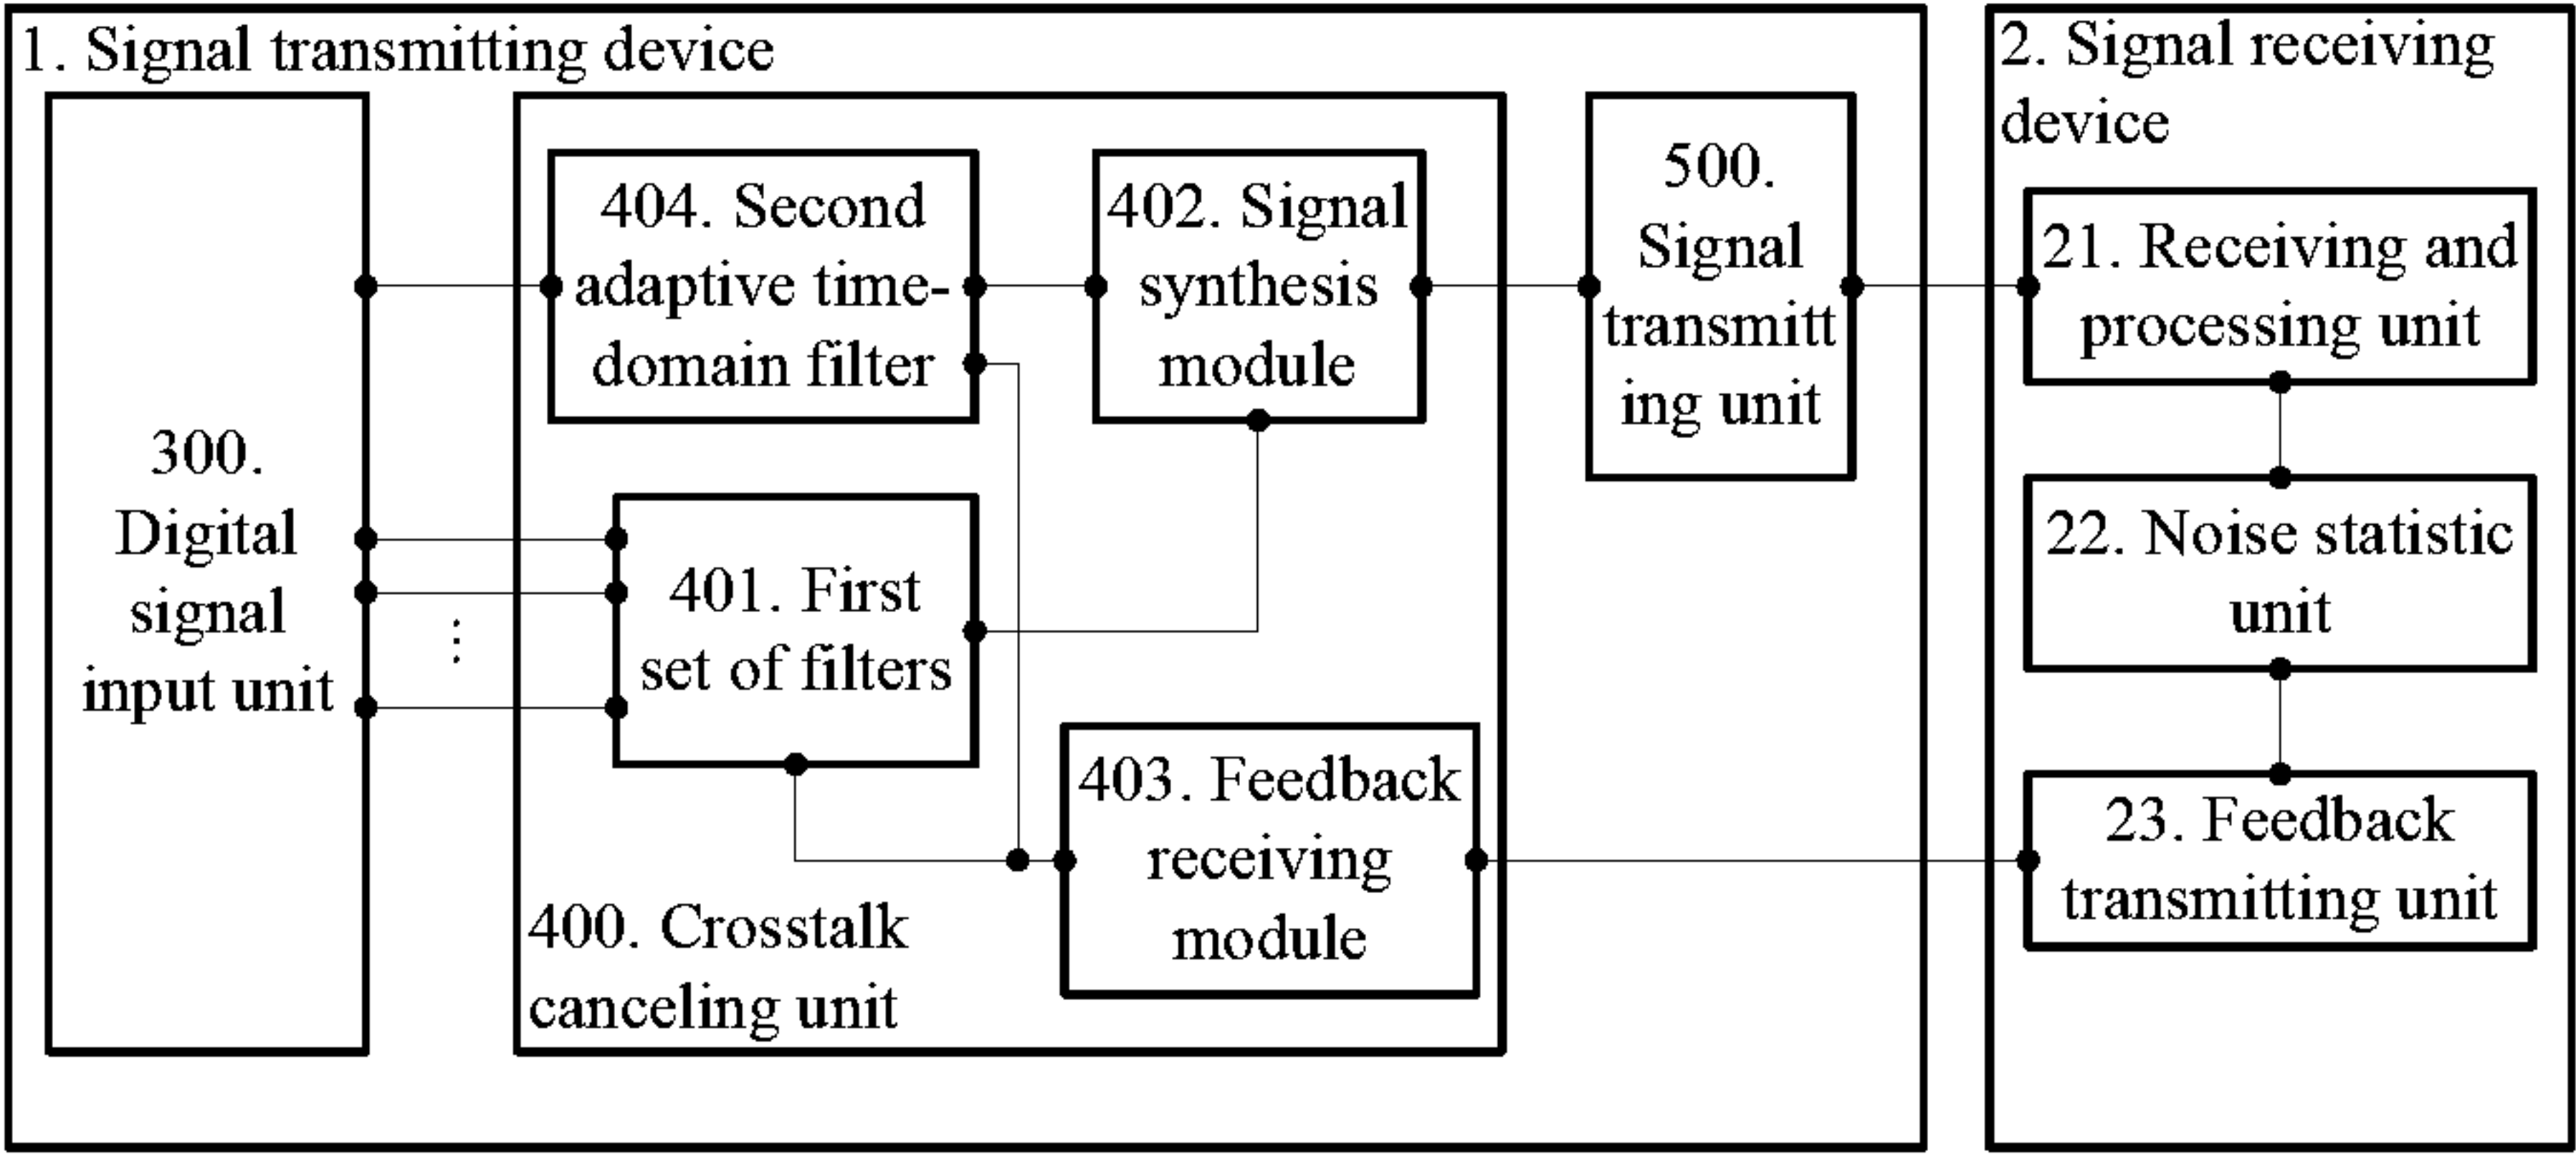 1. Signal transmitting device
300.
Digital
signal
input unit
404. Second
adaptive time-
domain filter
402. Signal
synthesis
module
401. First
set of filters
403. Feedback
receiving
module
400. Crosstalk
canceling unit
500.
Signal
transmitt
ing unit
2. Signal receiving
device
21. Receiving and
processing unit
22. Noise statistic
unit
23. Feedback
transmitting unit